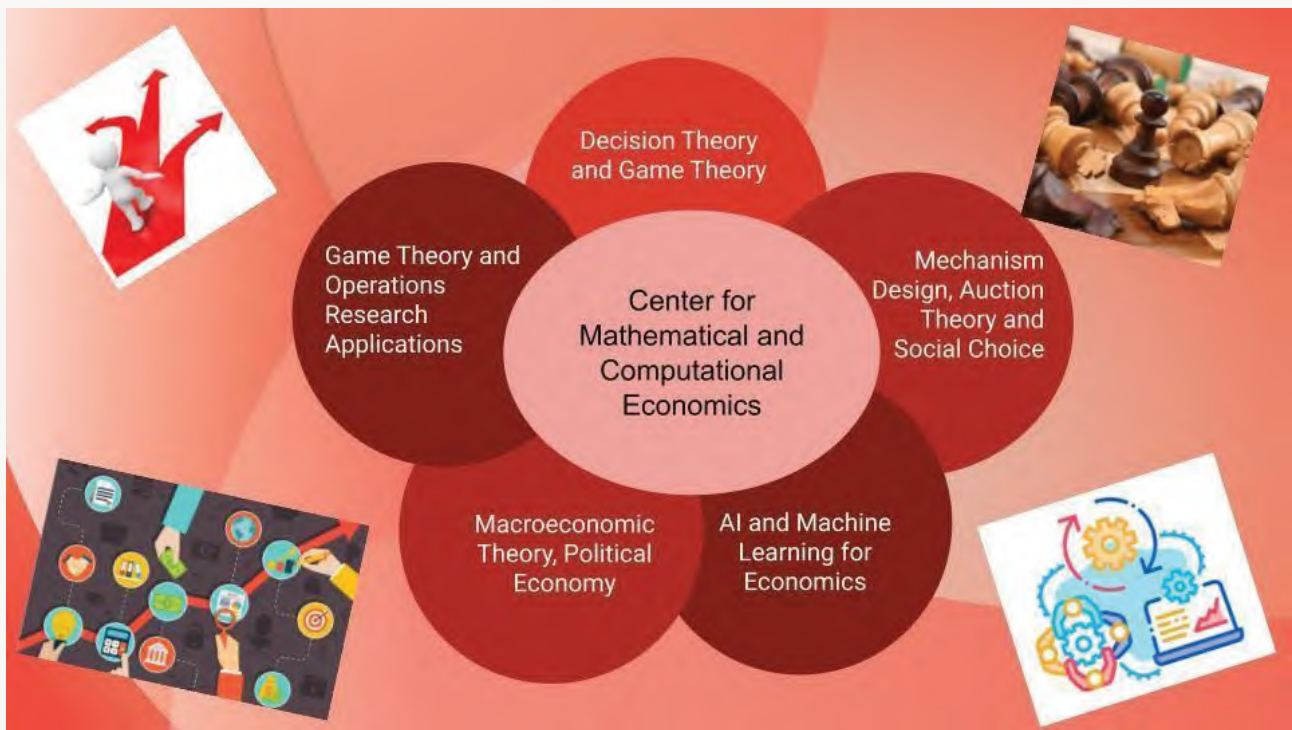 Decision Theory
and Game Theory
Game Theory and
Operations
Research
Applications
Center for
Mathematical and
Computational
Economics
Mechanism
Design, Auction
Theory and
Social Choice
Macroeconomic
Theory, Political
Economy
AI and Machine
Learning for
Economics